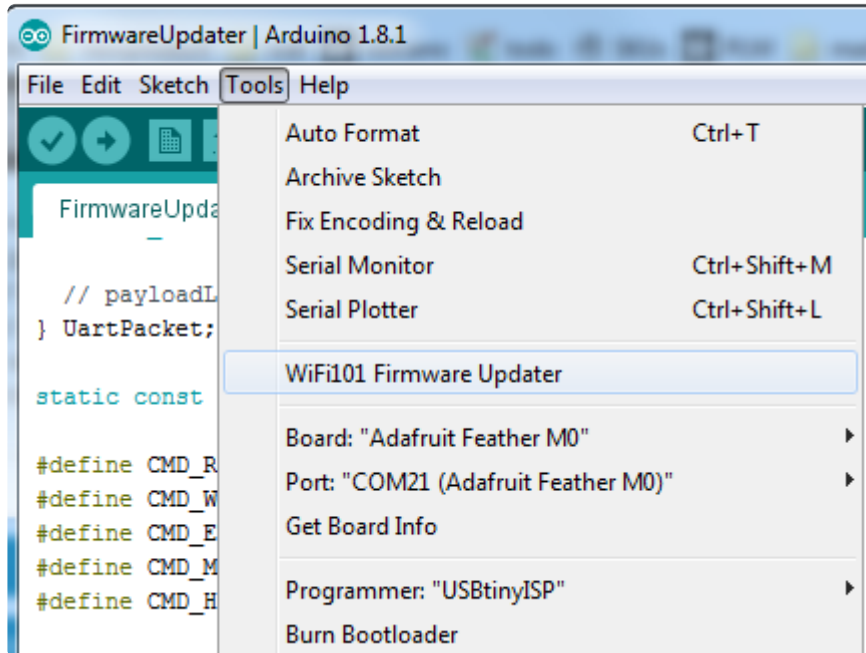 FirmwareUpdater | Arduino 1.8.1
File Edit Sketch Tools Help
Auto Format Ctrl+T
Archive Sketch
FirmwareUpda
Fix Encoding & Reload
Serial Monitor Ctrl+Shift+M
// payloadL
Serial Plotter Ctrl+Shift+L
} UartPacket;
WiFi101 Firmware Updater
static const
Board: "Adafruit Feather M0"
#define CMD_R
Port: "COM21 (Adafruit Feather M0)"
#define CMD_W
Get Board Info
#define CMD_E
#define CMD_M
Programmer: "USBtinyISP"
#define CMD_H
Burn Bootloader